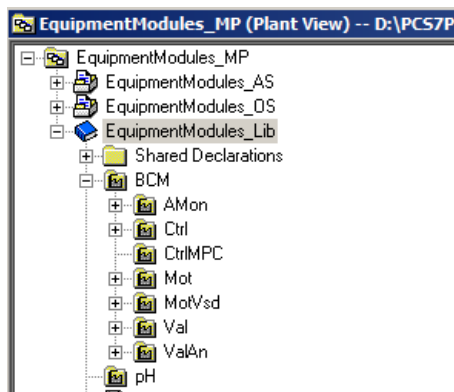 EquipmentModules_MP (Plant View) -- D:\PCS7P
EquipmentModules_MP
EquipmentModules_AS
EquipmentModules_OS
EquipmentModules_Lib
Shared Declarations
BCM
AMon
Ctrl
CtrlMPC
Mot
MotVsd
Val
ValAn
pH